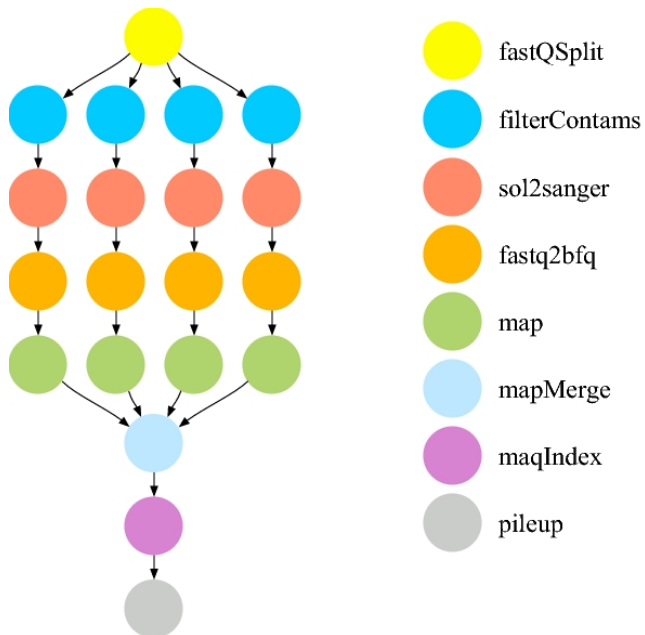 fastQSplit
filterContams
sol2sanger
fastq2bfq
map
mapMerge
maqIndex
pileup